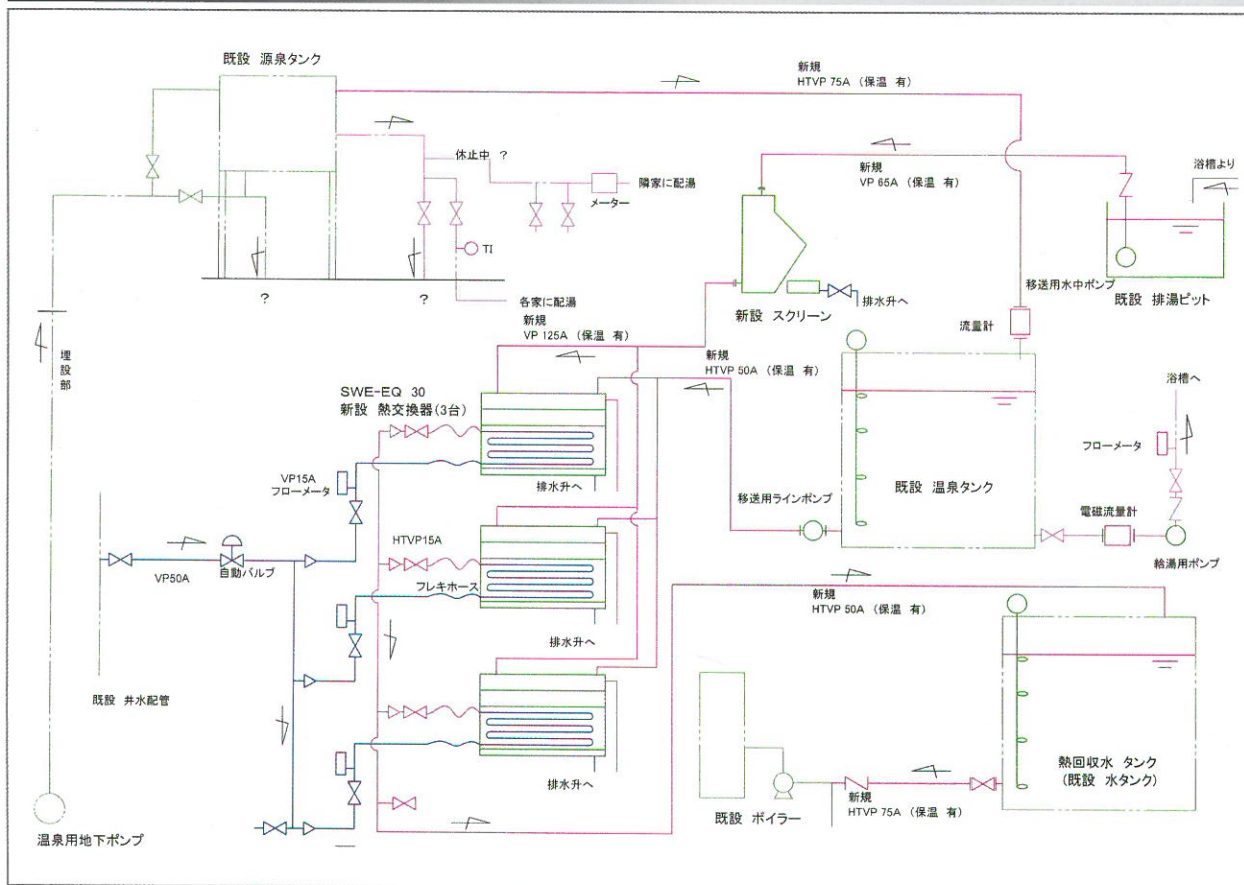 既設 源泉タンク
新規
HTVP 75A (保温 有)
休止中 ?
隣家に配湯
メーター
TI
各家に配湯
?
?
新規
VP 65A (保温 有)
浴槽より
移送用水中ポンプ
既設 排湯ピット
排水升へ
新設 スクリーン
流量計
埋設部
新規
VP 125A (保温 有)
新規
HTVP 50A (保温 有)
SWE-EQ 30
新設 熱交換器(3台)
浴槽へ
フローメータ
VP15A
フローメータ
排水升へ
移送用ラインポンプ
既設 温泉タンク
電磁流量計
給湯用ポンプ
HTVP15A
VP50A
自動バルブ
フレキホース
排水升へ
新規
HTVP 50A (保温 有)
既設 井水配管
排水升へ
熱回収水 タンク
(既設 水タンク)
既設 ボイラー
新規
HTVP 75A (保温 有)
温泉用地下ポンプ